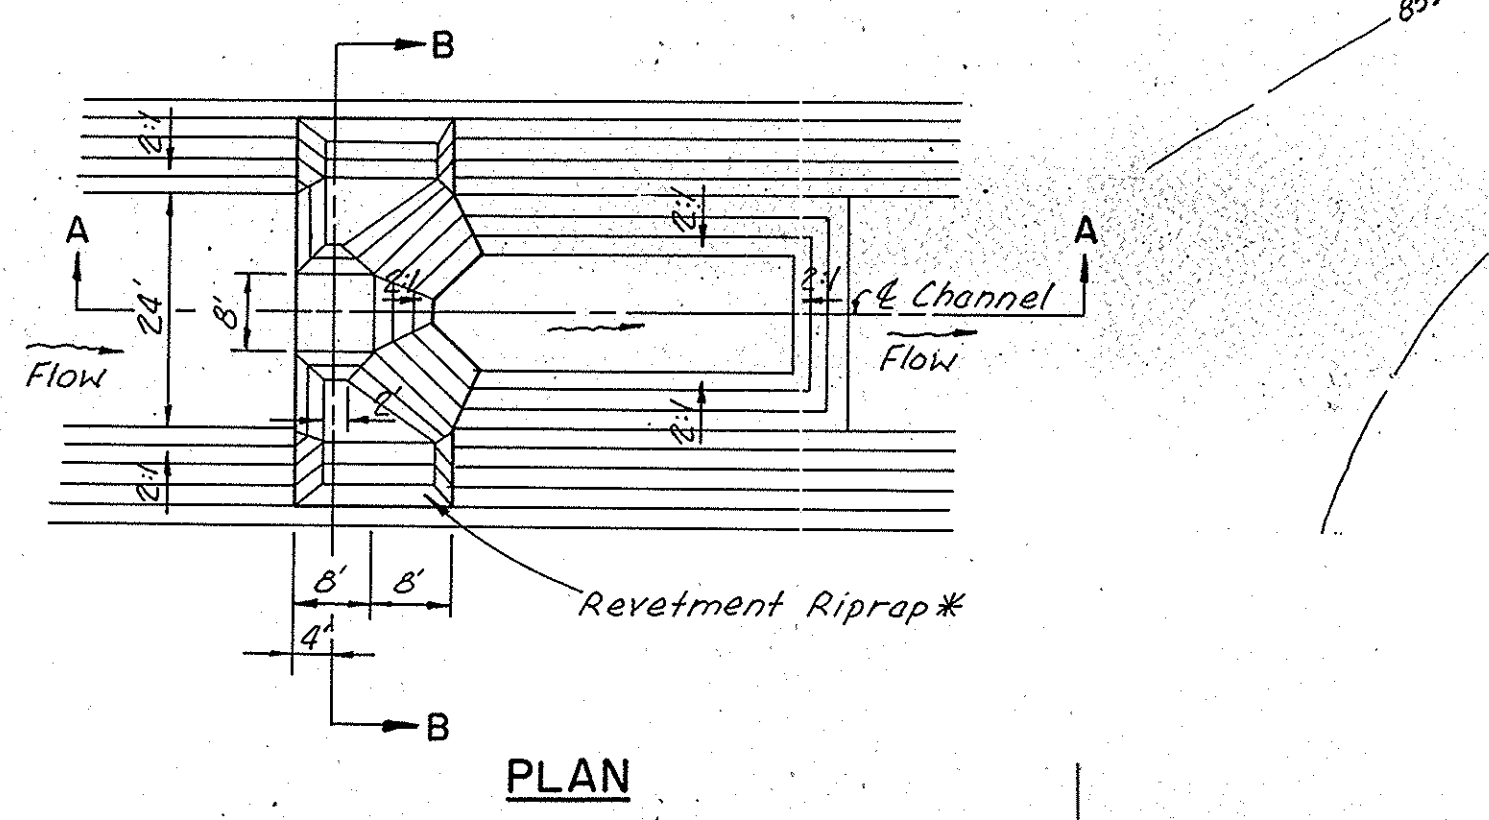 B
2:1
2:1
A
A
2:1
2:1
℄ Channel
8'
24'
Flow
Flow
2'
2:1
2:1
8'
8'
Revetment Riprap *
4'
B
PLAN